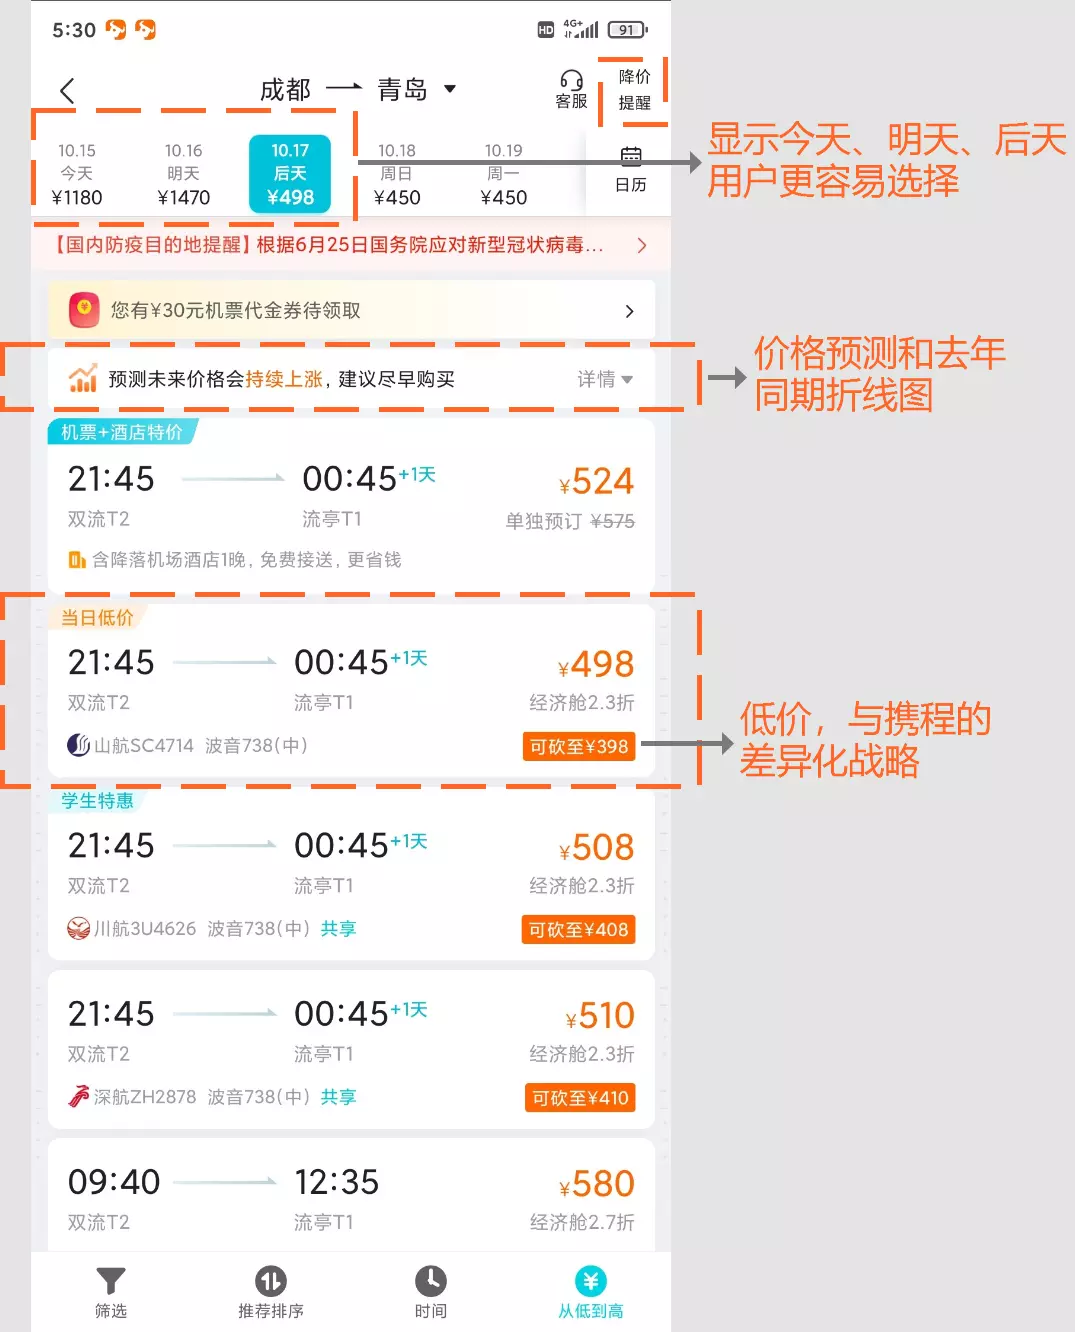 5:30
HD 4G+ 91
成都 青岛
客服
降价
提醒
10.15
今天
¥1180
10.16
明天
¥1470
10.17
后天
¥498
10.18
周日
¥450
10.19
周一
¥450
日历
显示今天、明天、后天
用户更容易选择
【国内防疫目的地提醒】根据6月25日国务院应对新型冠状病毒...
您有¥30元机票代金券待领取
预测未来价格会持续上涨, 建议尽早购买
详情
价格预测和去年
同期折线图
机票+酒店特价
21:45 00:45+1天 ¥524
双流T2 流亭T1 单独预订 ¥575
含降落机场酒店1晚, 免费接送, 更省钱
当日低价
21:45 00:45+1天 ¥498
双流T2 流亭T1 经济舱2.3折
山航SC4714 波音738(中) 可砍至¥398
低价，与携程的
差异化战略
学生特惠
21:45 00:45+1天 ¥508
双流T2 流亭T1 经济舱2.3折
川航3U4626 波音738(中) 共享 可砍至¥408
21:45 00:45+1天 ¥510
双流T2 流亭T1 经济舱2.3折
深航ZH2878 波音738(中) 共享 可砍至¥410
09:40 12:35 ¥580
双流T2 流亭T1 经济舱2.7折
筛选 推荐排序 时间 从低到高